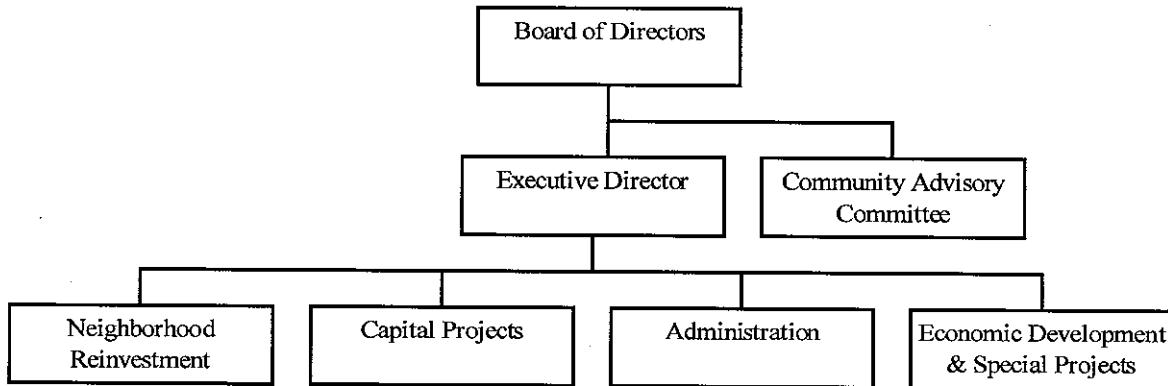 Board of Directors
Executive Director
Community Advisory
Committee
Neighborhood
Reinvestment
Capital Projects
Administration
Economic Development
& Special Projects